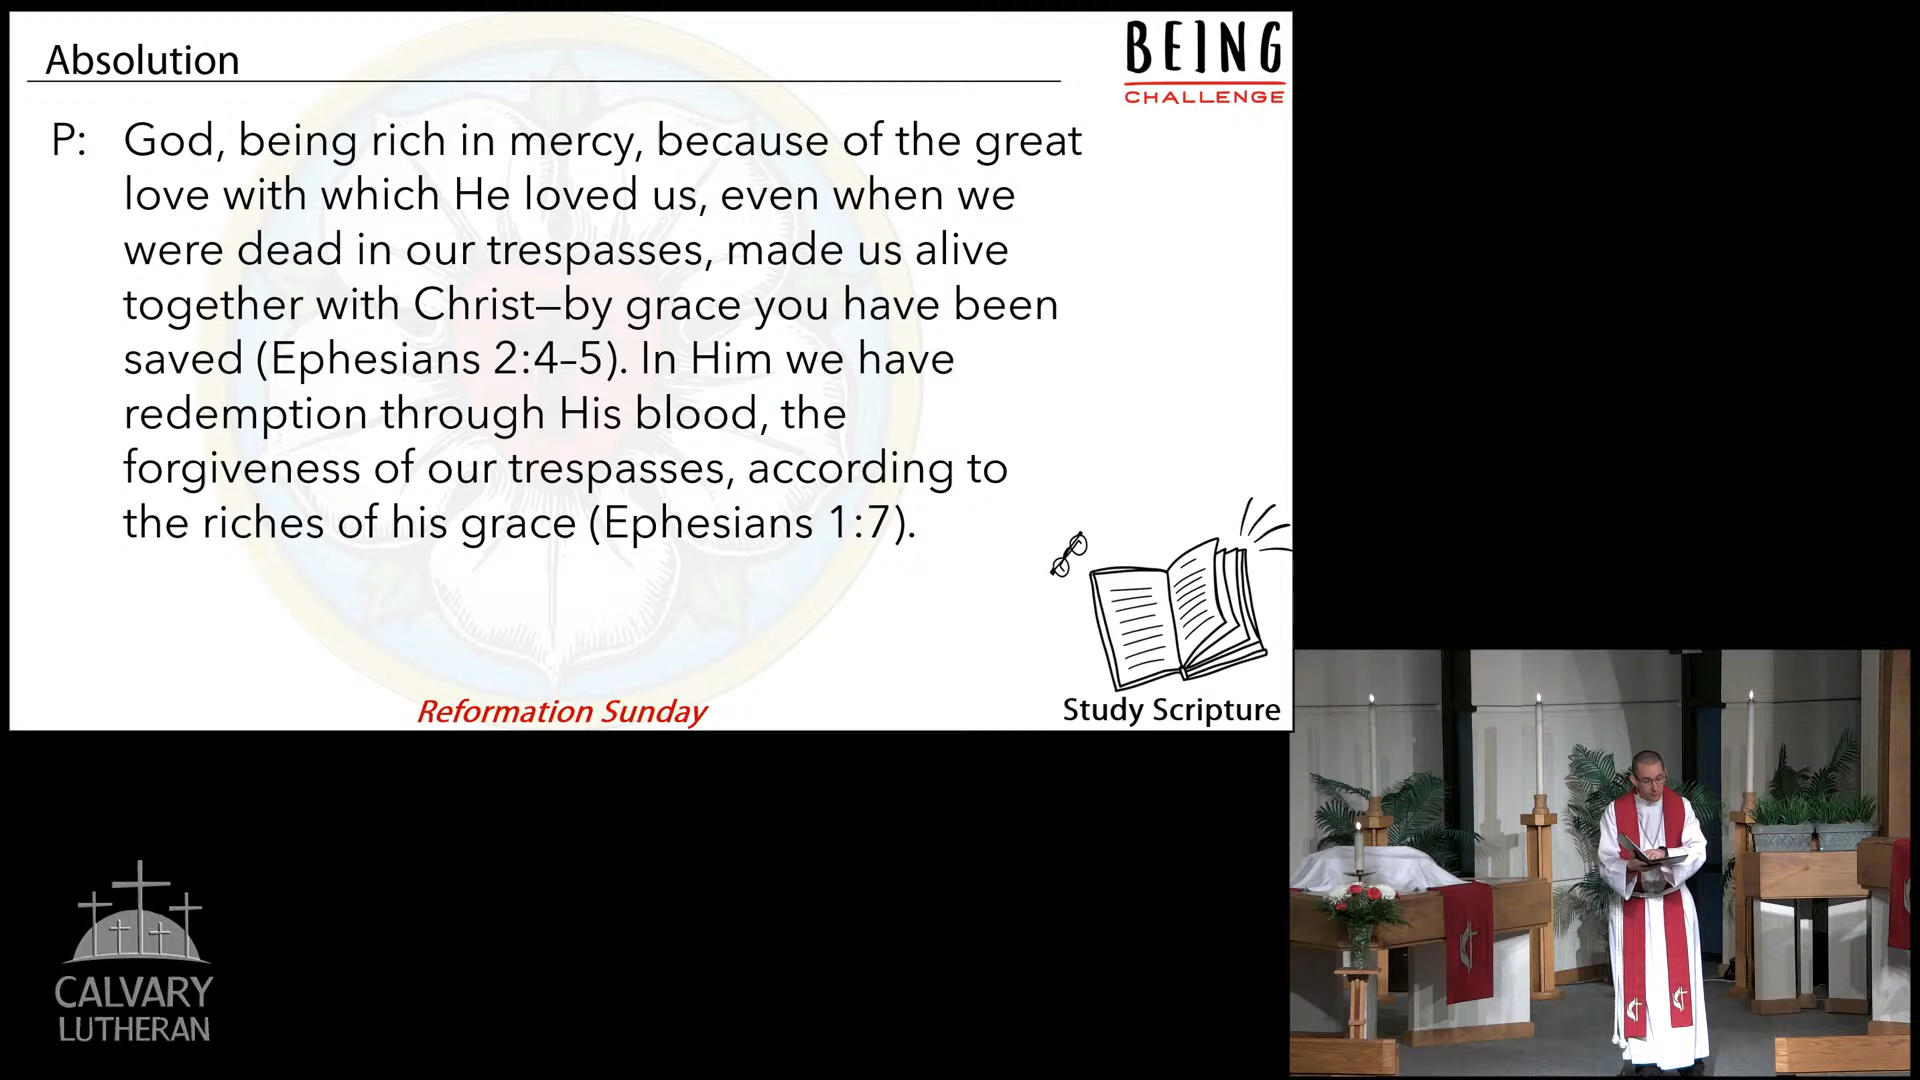 Absolution
BEING
CHALLENGE
P: God, being rich in mercy, because of the great
love with which He loved us, even when we
were dead in our trespasses, made us alive
together with Christ—by grace you have been
saved (Ephesians 2:4–5). In Him we have
redemption through His blood, the
forgiveness of our trespasses, according to
the riches of his grace (Ephesians 1:7).
Reformation Sunday
Study Scripture
CALVARY
LUTHERAN